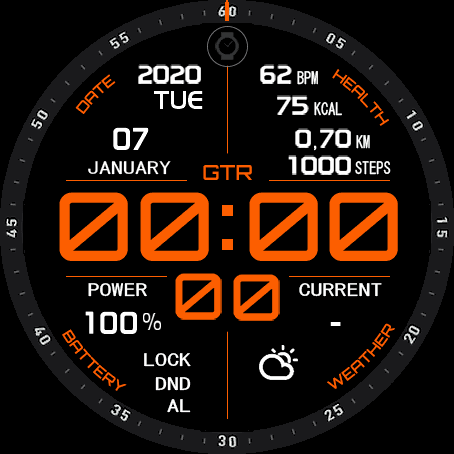 60
05
10
15
20
25
30
35
40
45
50
55
DATE
2020
TUE
07
JANUARY
HEALTH
62 BPM
75 KCAL
0,70 KM
1000 STEPS
GTR
00:00
00
POWER
100%
BATTERY
LOCK
DND
AL
CURRENT
-
WEATHER